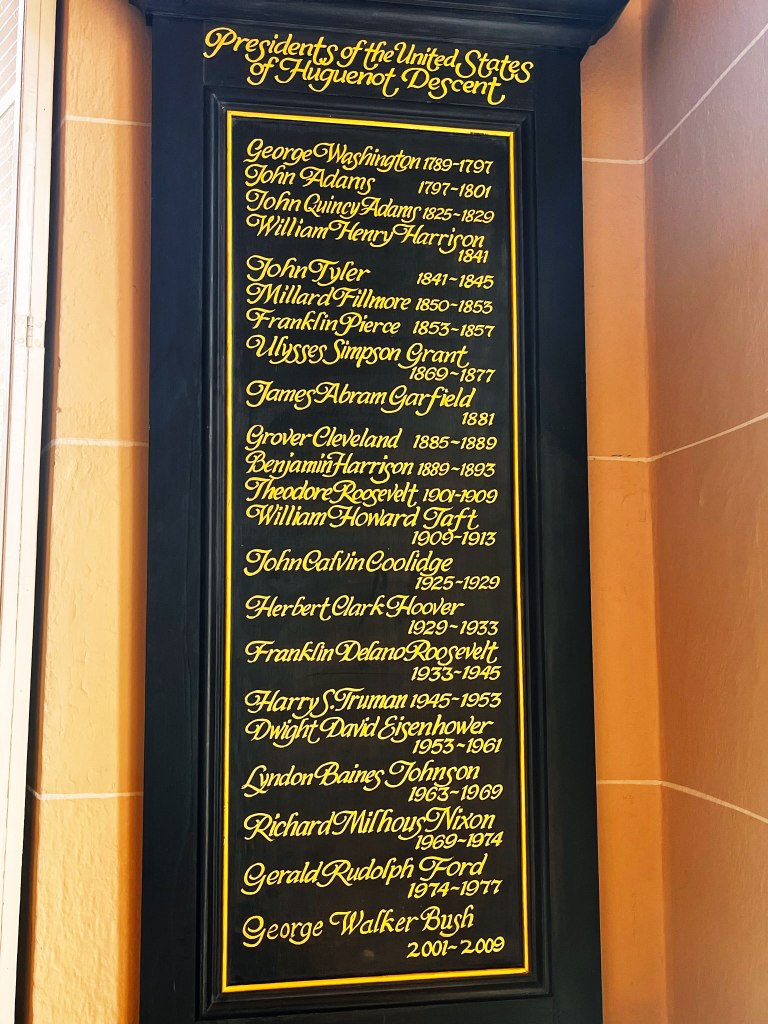 Presidents of the United States
of Huguenot Descent
George Washington 1789~1797
John Adams 1797~1801
John Quincy Adams 1825~1829
William Henry Harrison
1841
John Tyler 1841~1845
Millard Fillmore 1850~1853
Franklin Pierce 1853~1857
Ulysses Simpson Grant
1869~1877
James Abram Garfield
1881
Grover Cleveland 1885~1889
Benjamin Harrison 1889~1893
Theodore Roosevelt 1901~1909
William Howard Taft
1909~1913
John Calvin Coolidge
1925~1929
Herbert Clark Hoover
1929~1933
Franklin Delano Roosevelt
1933~1945
Harry S. Truman 1945~1953
Dwight David Eisenhower
1953~1961
Lyndon Baines Johnson
1963~1969
Richard Milhous Nixon
1969~1974
Gerald Rudolph Ford
1974~1977
George Walker Bush
2001~2009